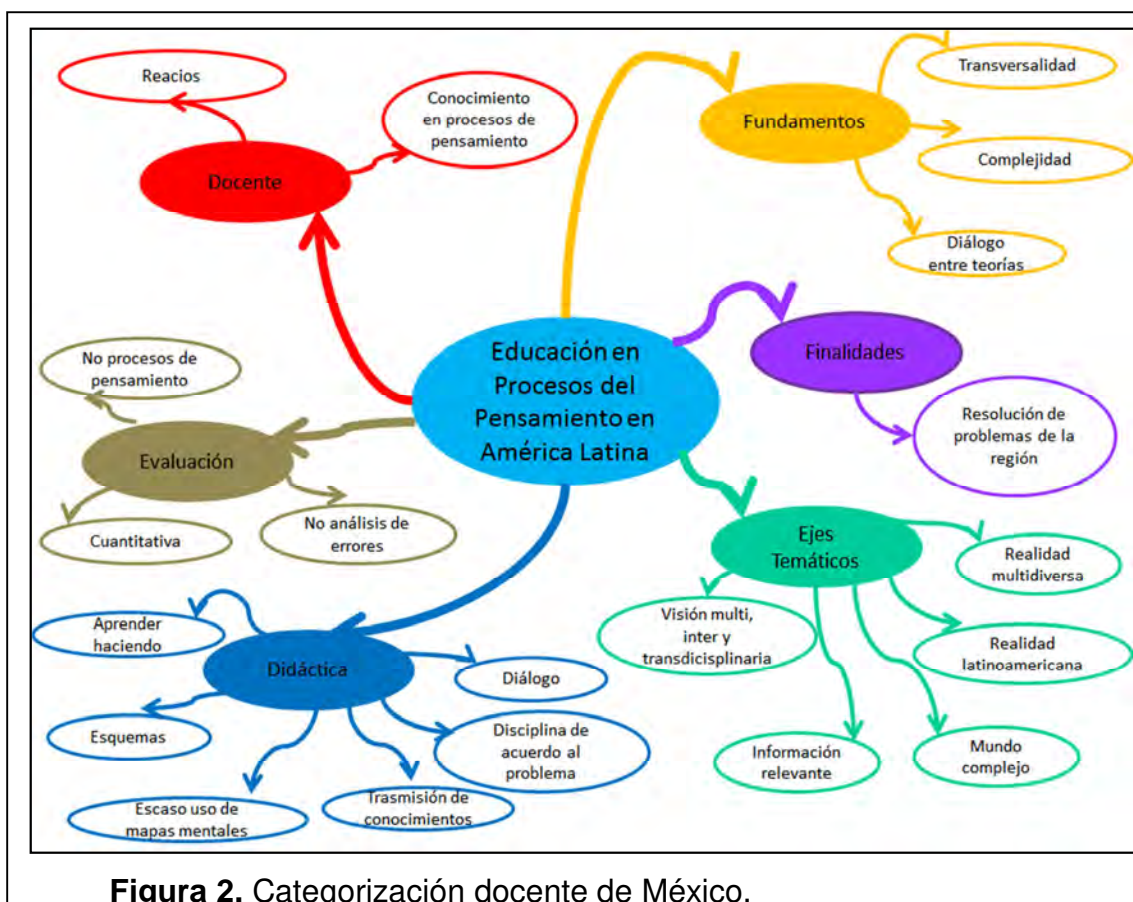 Reacios
Conocimiento
en procesos de
pensamiento
Docente
Transversalidad
Fundamentos
Complejidad
Diálogo
entre teorías
Educación en
Procesos del
Pensamiento en
América Latina
Finalidades
Resolución de
problemas de la
región
No procesos de
pensamiento
Evaluación
Cuantitativa
No análisis de
errores
Ejes
Temáticos
Realidad
multidiversa
Visión multi,
inter y
transdicisplinaria
Realidad
latinoamericana
Información
relevante
Mundo
complejo
Aprender
haciendo
Didáctica
Diálogo
Esquemas
Disciplina de
acuerdo al
problema
Escaso uso de
mapas mentales
Trasmisión de
conocimientos
Figura 2. Categorización docente de México.